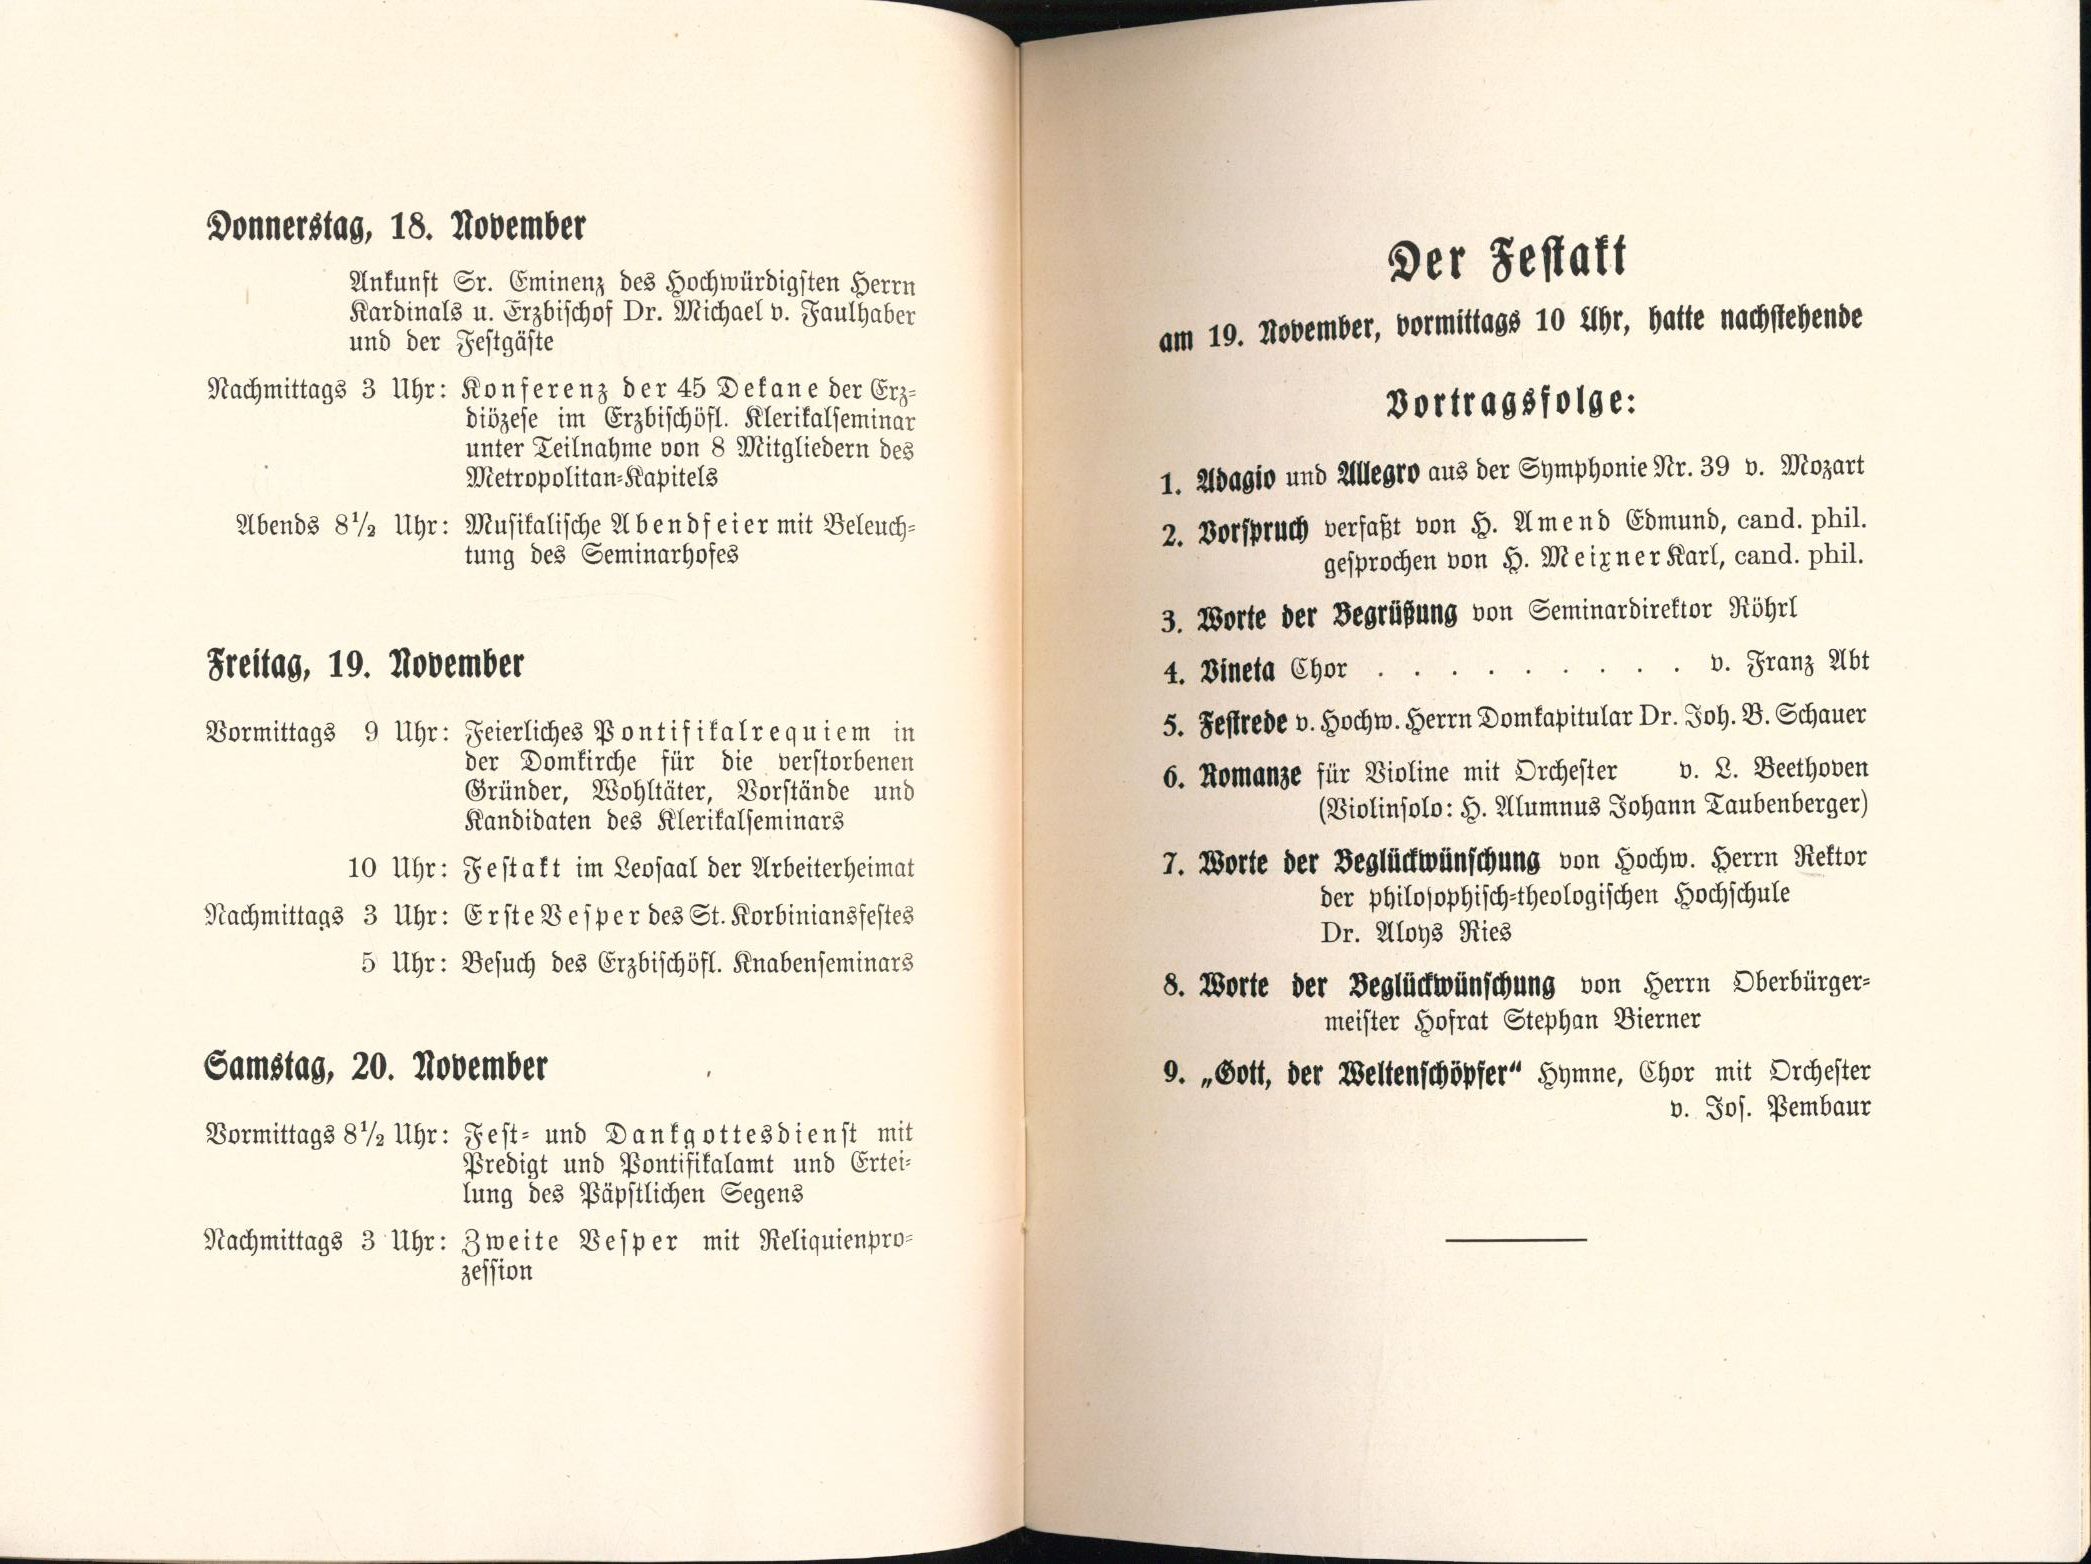 Donnerstag, 18. November
Ankunft Sr. Eminenz des Hochwürdigsten Herrn
Kardinals u. Erzbischof Dr. Michael v. Faulhaber
und der Festgäste
Nachmittags 3 Uhr: Konferenz der 45 Dekane der Erz-
diözese im Erzbischöfl. Klerikalseminar
unter Teilnahme von 8 Mitgliedern des
Metropolitan-Kapitels
Abends 8½ Uhr: Musikalische Abendfeier mit Beleuch-
tung des Seminarhofes
Freitag, 19. November
Vormittags 9 Uhr: Feierliches Pontifikalrequiem in
der Domkirche für die verstorbenen
Gründer, Wohltäter, Vorstände und
Kandidaten des Klerikalseminars
10 Uhr: Festakt im Leosaal der Arbeiterheimat
Nachmittags 3 Uhr: Erste Vesper des St. Korbiniansfestes
5 Uhr: Besuch des Erzbischöfl. Knabenseminars
Samstag, 20. November
Vormittags 8½ Uhr: Fest- und Dankgottesdienst mit
Predigt und Pontifikalamt und Ertei-
lung des Päpstlichen Segens
Nachmittags 3 Uhr: Zweite Vesper mit Reliquienpro-
zession
Der Festakt
am 19. November, vormittags 10 Uhr, hatte nachstehende
Vortragsfolge:
1. Adagio und Allegro aus der Symphonie Nr. 39 v. Mozart
2. Vorspruch verfaßt von H. Amend Edmund, cand. phil.
gesprochen von H. Meixner Karl, cand. phil.
3. Worte der Begrüßung von Seminardirektor Röhrl
4. Vineta Chor . . . . . . . . . v. Franz Abt
5. Festrede v. Hochw. Herrn Domkapitular Dr. Joh. B. Schauer
6. Romanze für Violine mit Orchester v. L. Beethoven
(Violinsolo: H. Alumnus Johann Taubenberger)
7. Worte der Beglückwünschung von Hochw. Herrn Rektor
der philosophisch-theologischen Hochschule
Dr. Aloys Ries
8. Worte der Beglückwünschung von Herrn Oberbürger-
meister Hofrat Stephan Bierner
9. „Gott, der Weltenschöpfer“ Hymne, Chor mit Orchester
v. Jos. Pembaur